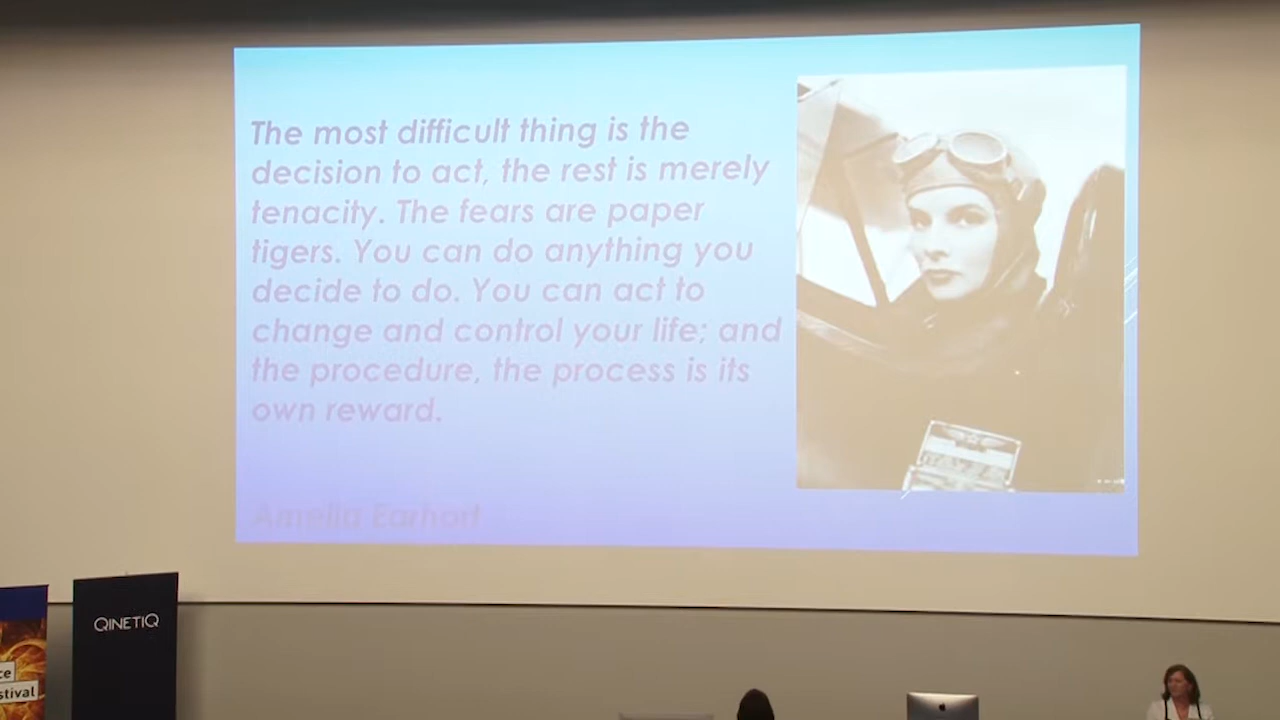 The most difficult thing is the
decision to act, the rest is merely
tenacity. The fears are paper
tigers. You can do anything you
decide to do. You can act to
change and control your life; and
the procedure, the process is its
own reward.
Amelia Earhart
QINETIQ
ce
stival